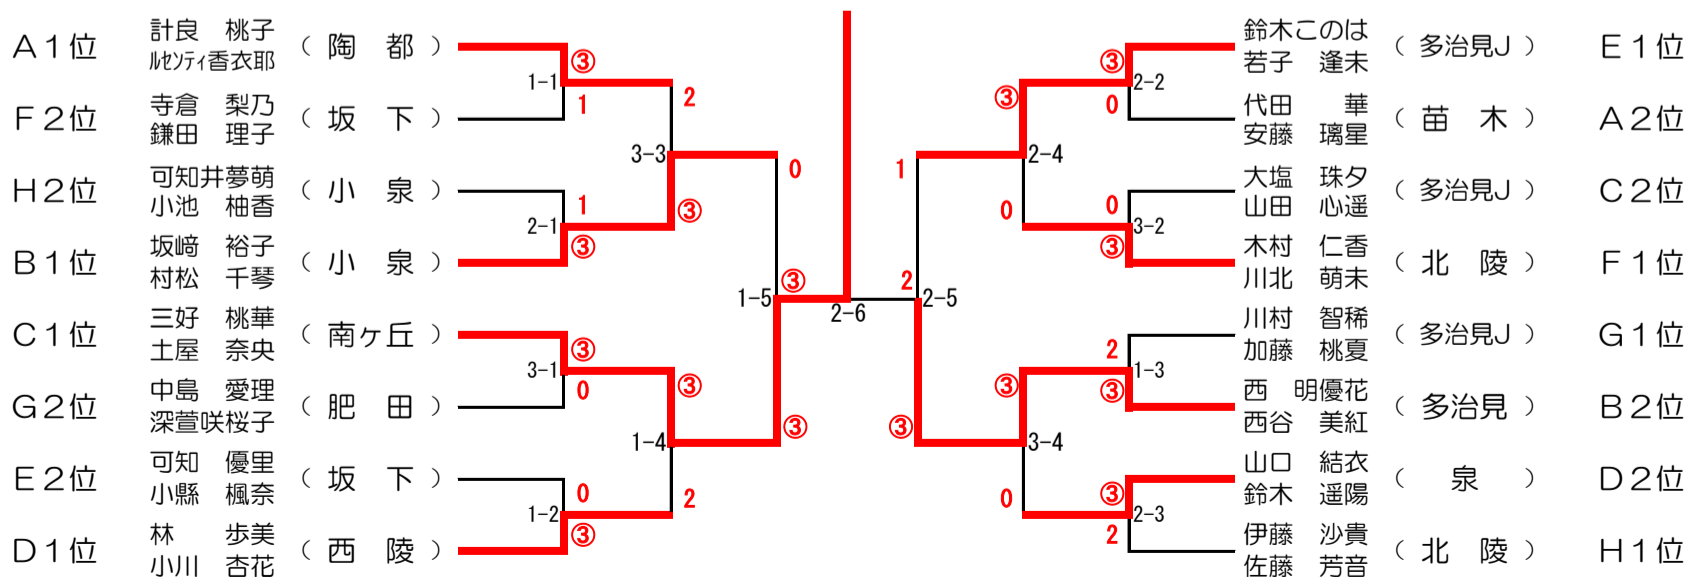 A1位 計良 桃子 ルセンティ香衣耶 （陶 都）
F2位 寺倉 梨乃 鎌田 理子 （坂 下）
H2位 可知井夢萌 小池 柚香 （小 泉）
B1位 坂﨑 裕子 村松 千琴 （小 泉）
C1位 三好 桃華 土屋 奈央 （南ヶ丘）
G2位 中島 愛理 深萱咲桜子 （肥 田）
E2位 可知 優里 小縣 楓奈 （坂 下）
D1位 林 歩美 小川 杏花 （西 陵）
1-1 ③ 1
2-1 1 ③
3-1 ③ 0
1-2 0 ③
3-3 2 ③
1-4 ③ 2
1-5 0 ③
2-6 ③ 2
2-5 1 ③
2-4 ③ 0
3-4 ③ 0
2-2 ③ 0
3-2 0 ③
1-3 2 ③
2-3 ③ 2
鈴木このは 若子 逢未 （多治見J） E1位
代田 華 安藤 璃星 （苗 木） A2位
大塩 珠夕 山田 心遥 （多治見J） C2位
木村 仁香 川北 萌未 （北 陵） F1位
川村 智稀 加藤 桃夏 （多治見J） G1位
西 明優花 西谷 美紅 （多治見） B2位
山口 結衣 鈴木 遥陽 （泉） D2位
伊藤 沙貴 佐藤 芳音 （北 陵） H1位